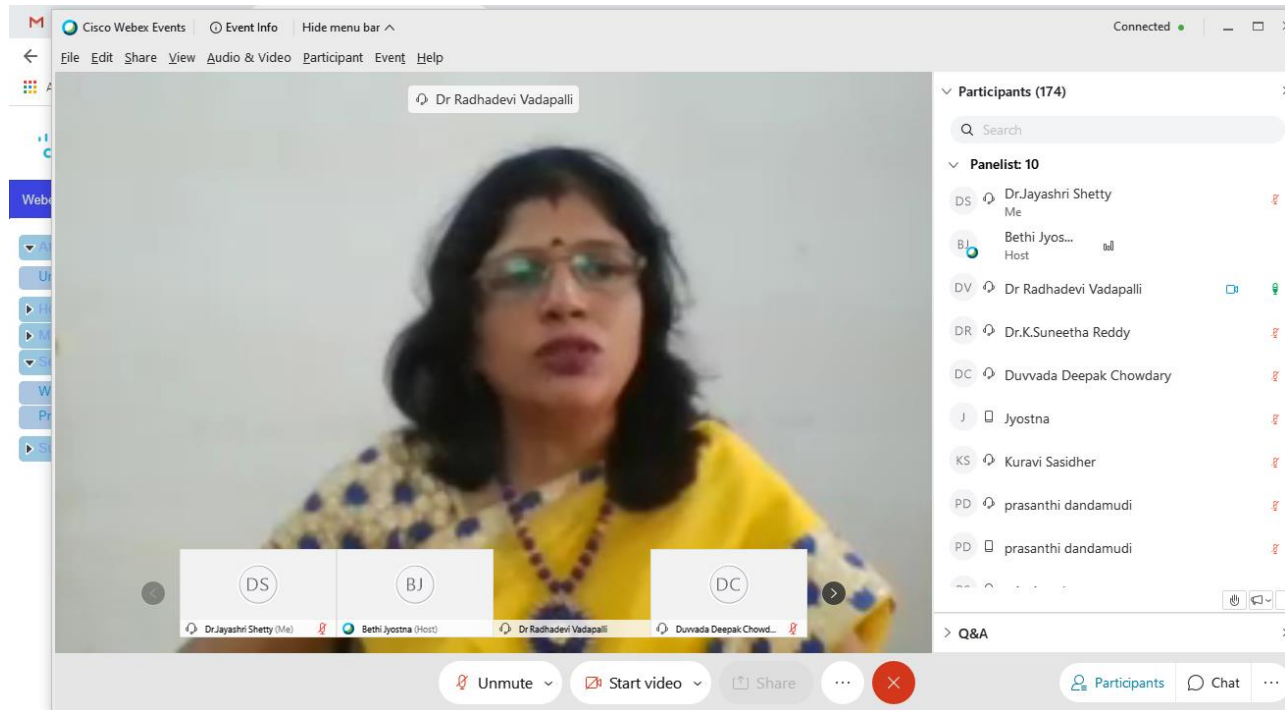 Cisco Webex Events
Event Info
Hide menu bar
Connected
File Edit Share View Audio & Video Participant Event Help
Dr Radhadevi Vadapalli
Participants (174)
Search
Panelist: 10
DS Dr.Jayashri Shetty
Me
BJ Bethi Jyos...
Host
DV Dr Radhadevi Vadapalli
DR Dr.K.Suneetha Reddy
DC Duvvada Deepak Chowdary
J Jyostna
KS Kuravi Sasidher
PD prasanthi dandamudi
PD prasanthi dandamudi
DS
BJ
DC
Dr.Jayashri Shetty (Me)
Bethi Jyostna (Host)
Dr Radhadevi Vadapalli
Duvvada Deepak Chowd...
Q&A
Unmute
Start video
Share
Participants
Chat